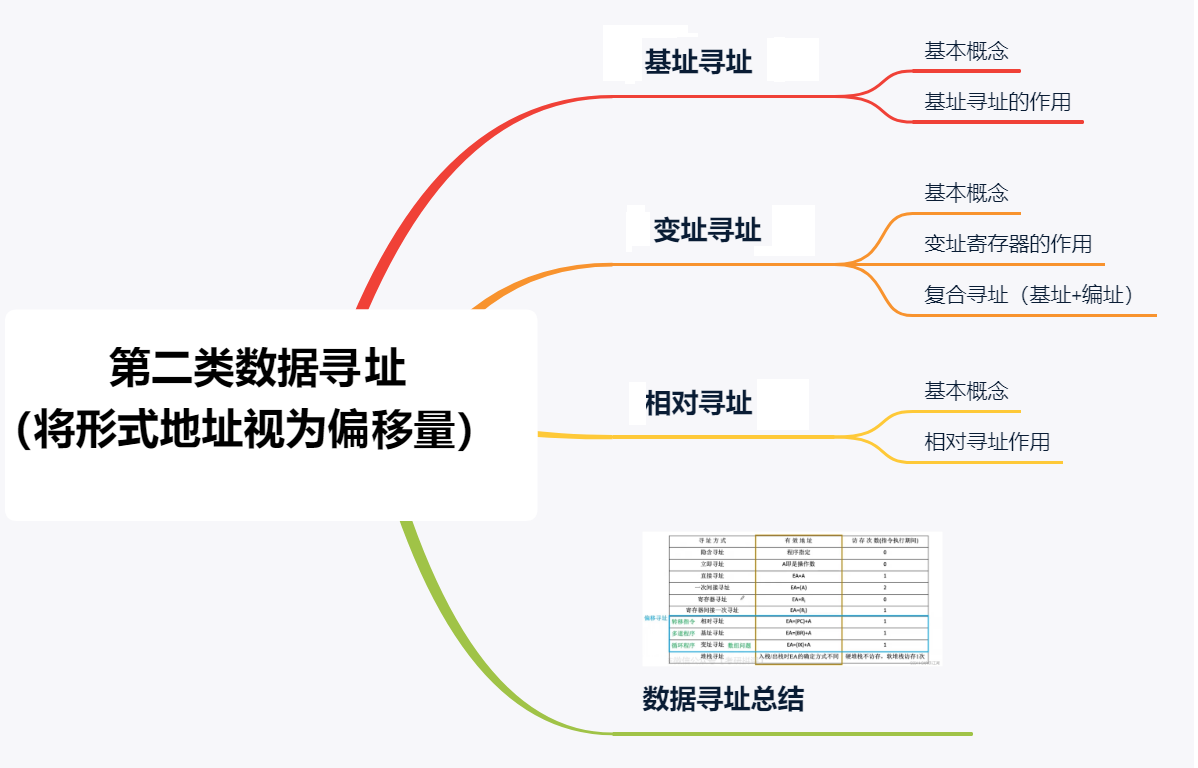 基址寻址
基本概念
基址寻址的作用
变址寻址
基本概念
变址寄存器的作用
复合寻址（基址+编址）
第二类数据寻址
(将形式地址视为偏移量)
相对寻址
基本概念
相对寻址作用
寻址方式 有效地址 访存次数(指令执行期间)
隐含寻址 程序指定 0
立即寻址 A即是操作数 0
直接寻址 EA=A 1
一次间接寻址 EA=(A) 2
寄存器寻址 EA=Rᵢ 0
寄存器间接一次寻址 EA=(Rᵢ) 1
偏移寻址 转移指令 相对寻址 EA=(PC)+A 1
多道程序 基址寻址 EA=(BR)+A 1
循环程序 变址寻址 数组问题 EA=(IX)+A 1
堆栈寻址 入栈/出栈时EA的确定方式不同 硬堆栈不访存，软堆栈访存1次
数据寻址总结